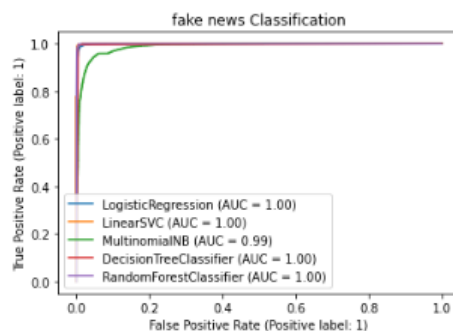 fake news Classification
True Positive Rate (Positive label: 1)
1.0
0.8
0.6
0.4
0.2
0.0
LogisticRegression (AUC = 1.00)
LinearSVC (AUC = 1.00)
MultinomialNB (AUC = 0.99)
DecisionTreeClassifier (AUC = 1.00)
RandomForestClassifier (AUC = 1.00)
0.0 0.2 0.4 0.6 0.8 1.0
False Positive Rate (Positive label: 1)